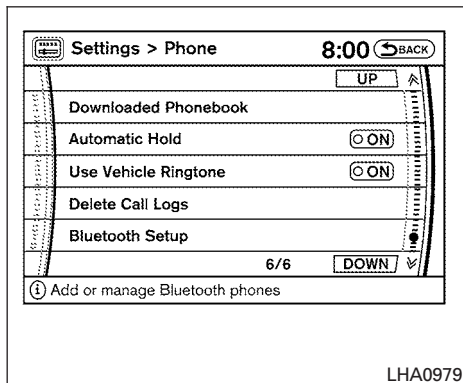 Settings > Phone 8:00 BACK
UP
Downloaded Phonebook
Automatic Hold ON
Use Vehicle Ringtone ON
Delete Call Logs
Bluetooth Setup
6/6 DOWN
i Add or manage Bluetooth phones
LHA0979